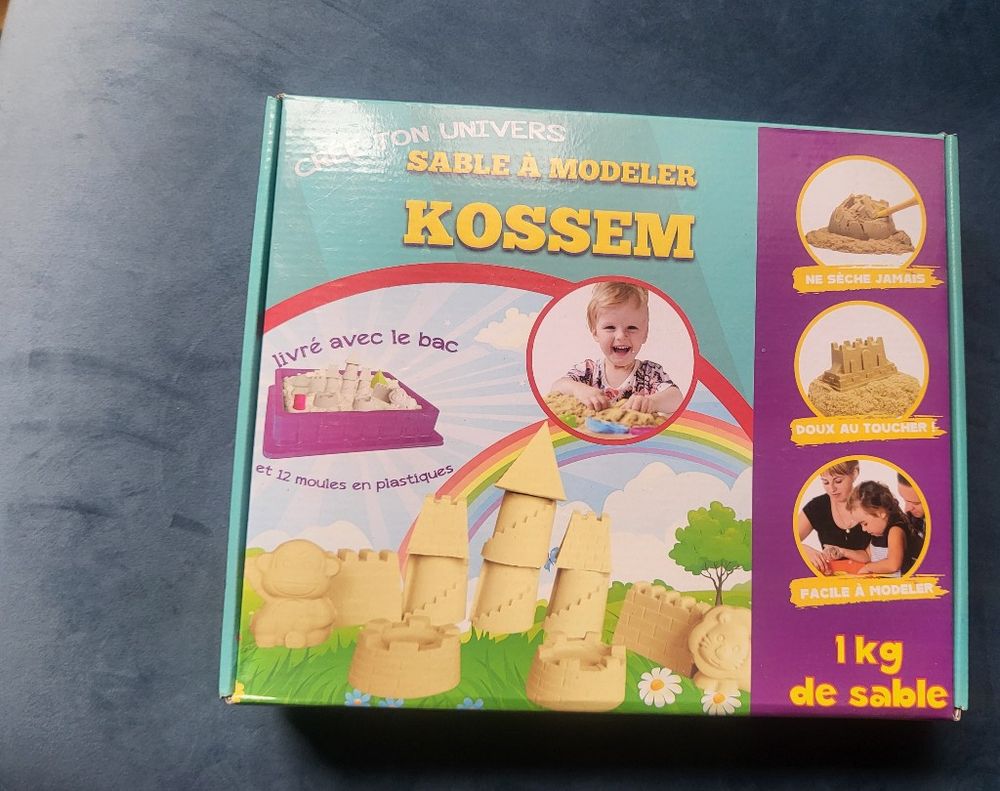 TON UNIVERS
SABLE À MODELER
KOSSEM
livré avec le bac
et 12 moules en plastiques
NE SÈCHE JAMAIS
DOUX AU TOUCHER !
FACILE À MODELER
1 kg
de sable